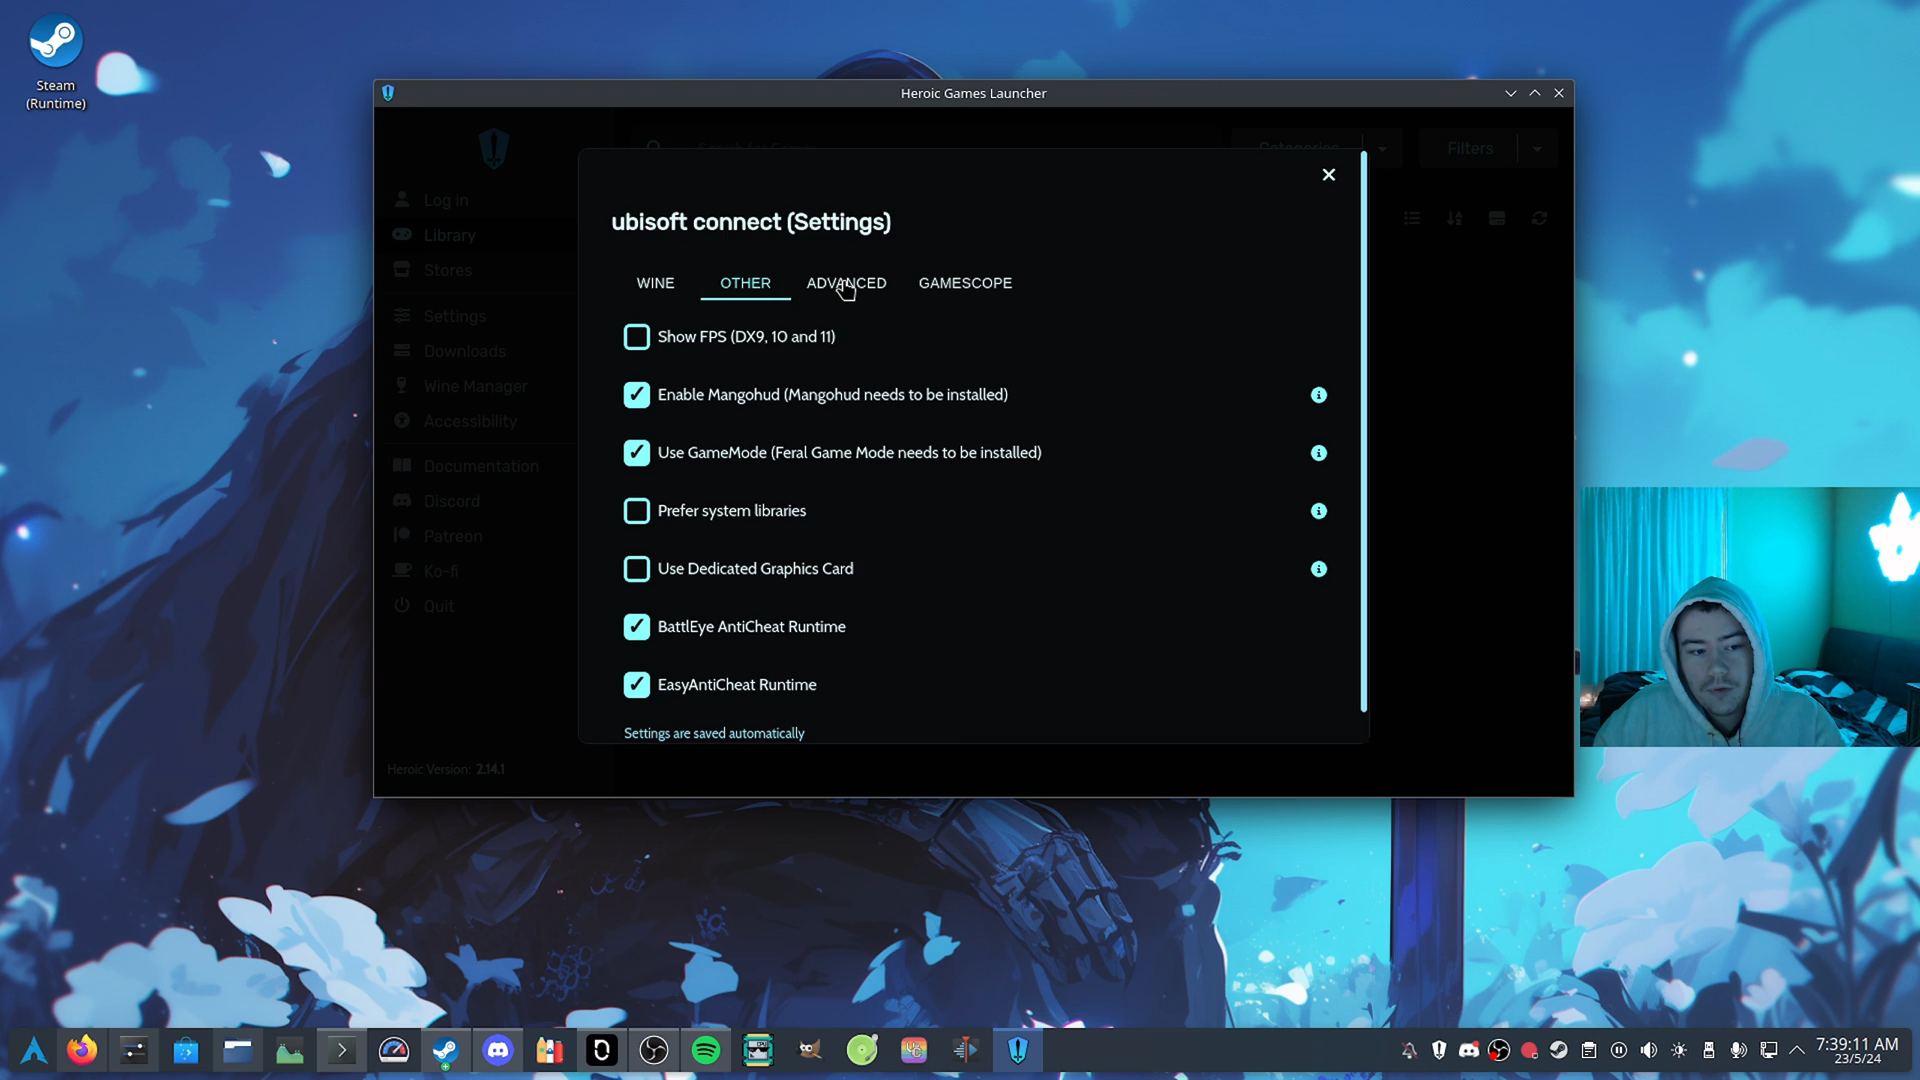 Steam
(Runtime)
Heroic Games Launcher
Search for Games
Categories
Filters
Log in
Library
Stores
Settings
Downloads
Wine Manager
Accessibility
Documentation
Discord
Patreon
Ko-fi
Quit
Heroic Version: 2.14.1
ubisoft connect (Settings)
WINE OTHER ADVANCED GAMESCOPE
Show FPS (DX9, 10 and 11)
Enable Mangohud (Mangohud needs to be installed)
Use GameMode (Feral Game Mode needs to be installed)
Prefer system libraries
Use Dedicated Graphics Card
BattlEye AntiCheat Runtime
EasyAntiCheat Runtime
Settings are saved automatically
7:39:11 AM
23/5/24